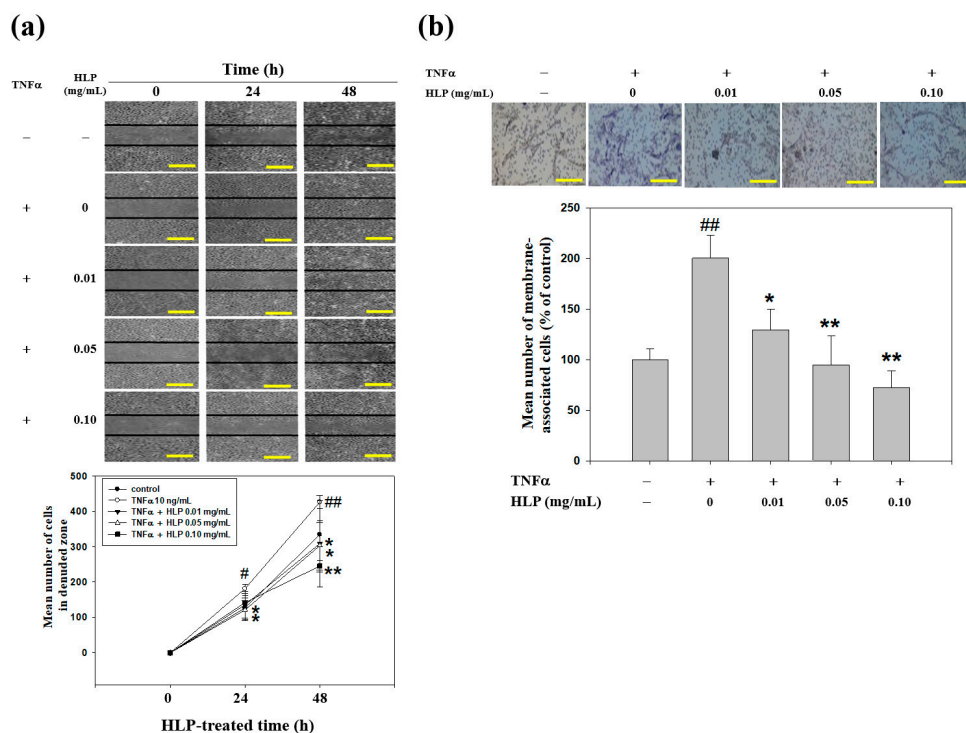 (a)
Time (h)
TNFα HLP (mg/mL) 0 24 48
− −
+ 0
+ 0.01
+ 0.05
+ 0.10
Mean number of cells
in denuded zone
500
400
300
200
100
0
control
TNFα 10 ng/mL
TNFα + HLP 0.01 mg/mL
TNFα + HLP 0.05 mg/mL
TNFα + HLP 0.10 mg/mL
#
*
*
##
*
*
**
0 24 48
HLP-treated time (h)
(b)
TNFα − + + + +
HLP (mg/mL) − 0 0.01 0.05 0.10
Mean number of membrane-
associated cells (% of control)
250
200
150
100
50
0
##
*
**
**
TNFα − + + + +
HLP (mg/mL) − 0 0.01 0.05 0.10